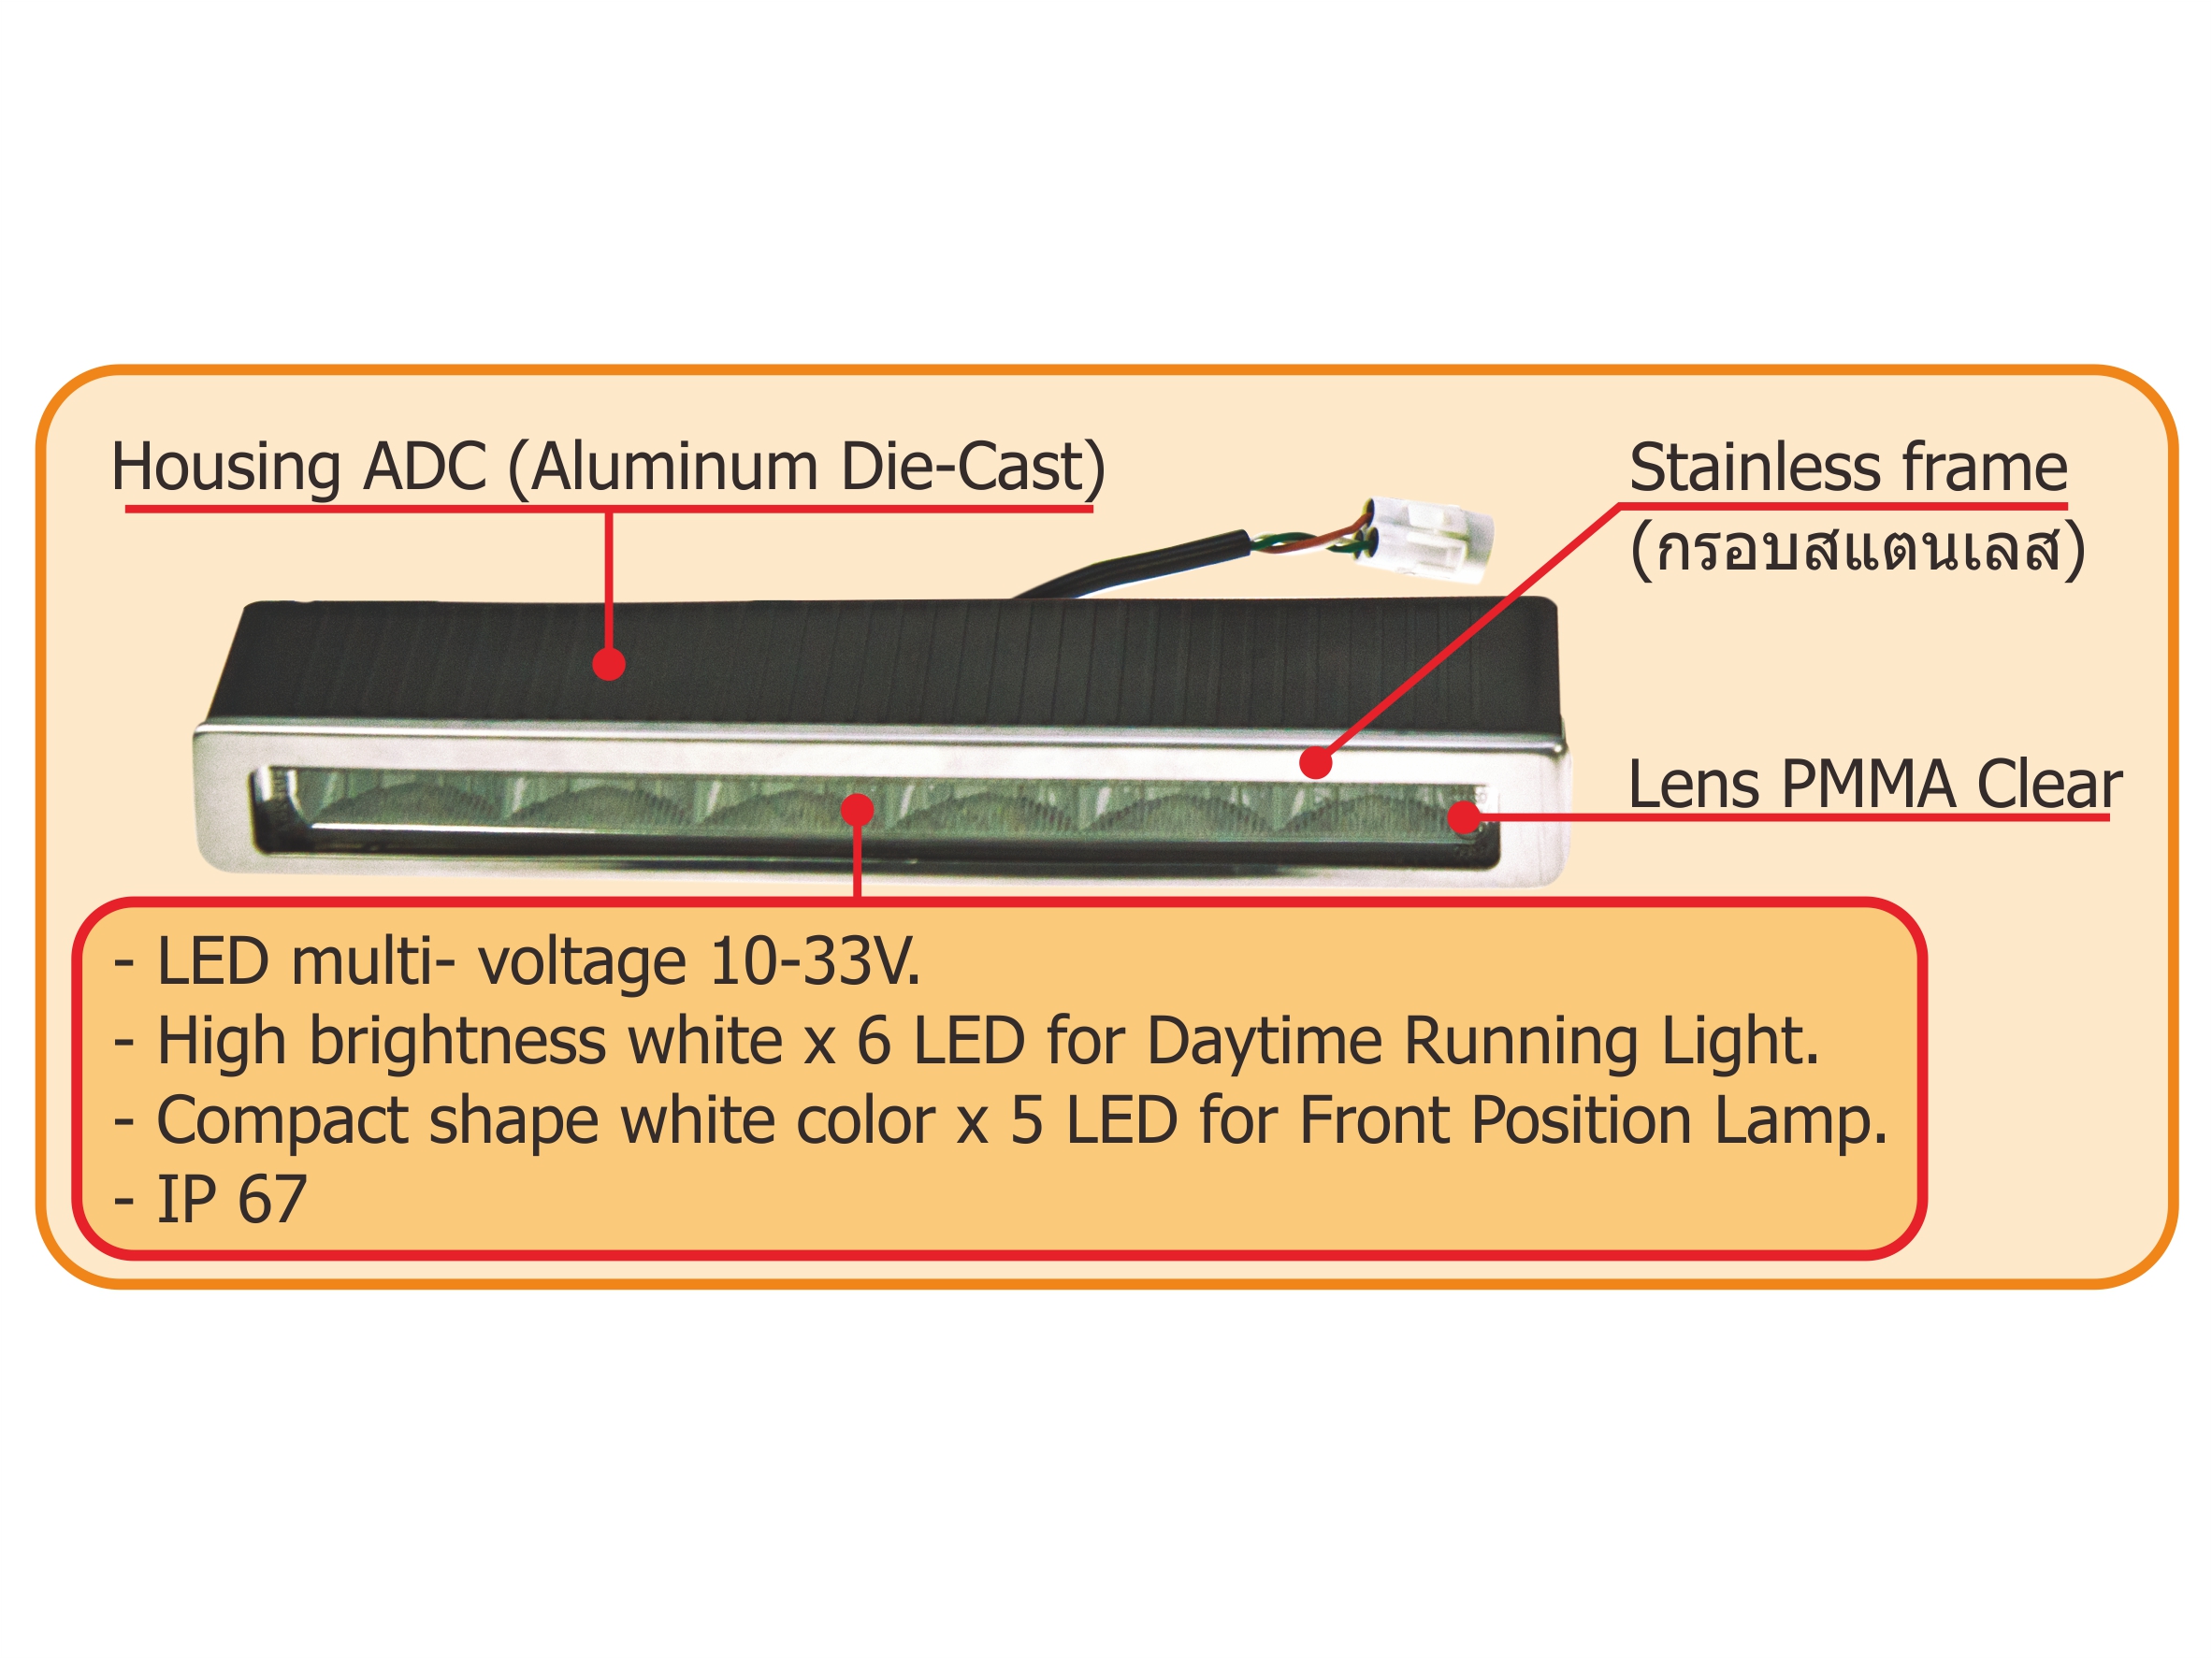 Housing ADC (Aluminum Die-Cast)
Stainless frame
(กรอบสแตนเลส)
Lens PMMA Clear
- LED multi- voltage 10-33V.
- High brightness white x 6 LED for Daytime Running Light.
- Compact shape white color x 5 LED for Front Position Lamp.
- IP 67